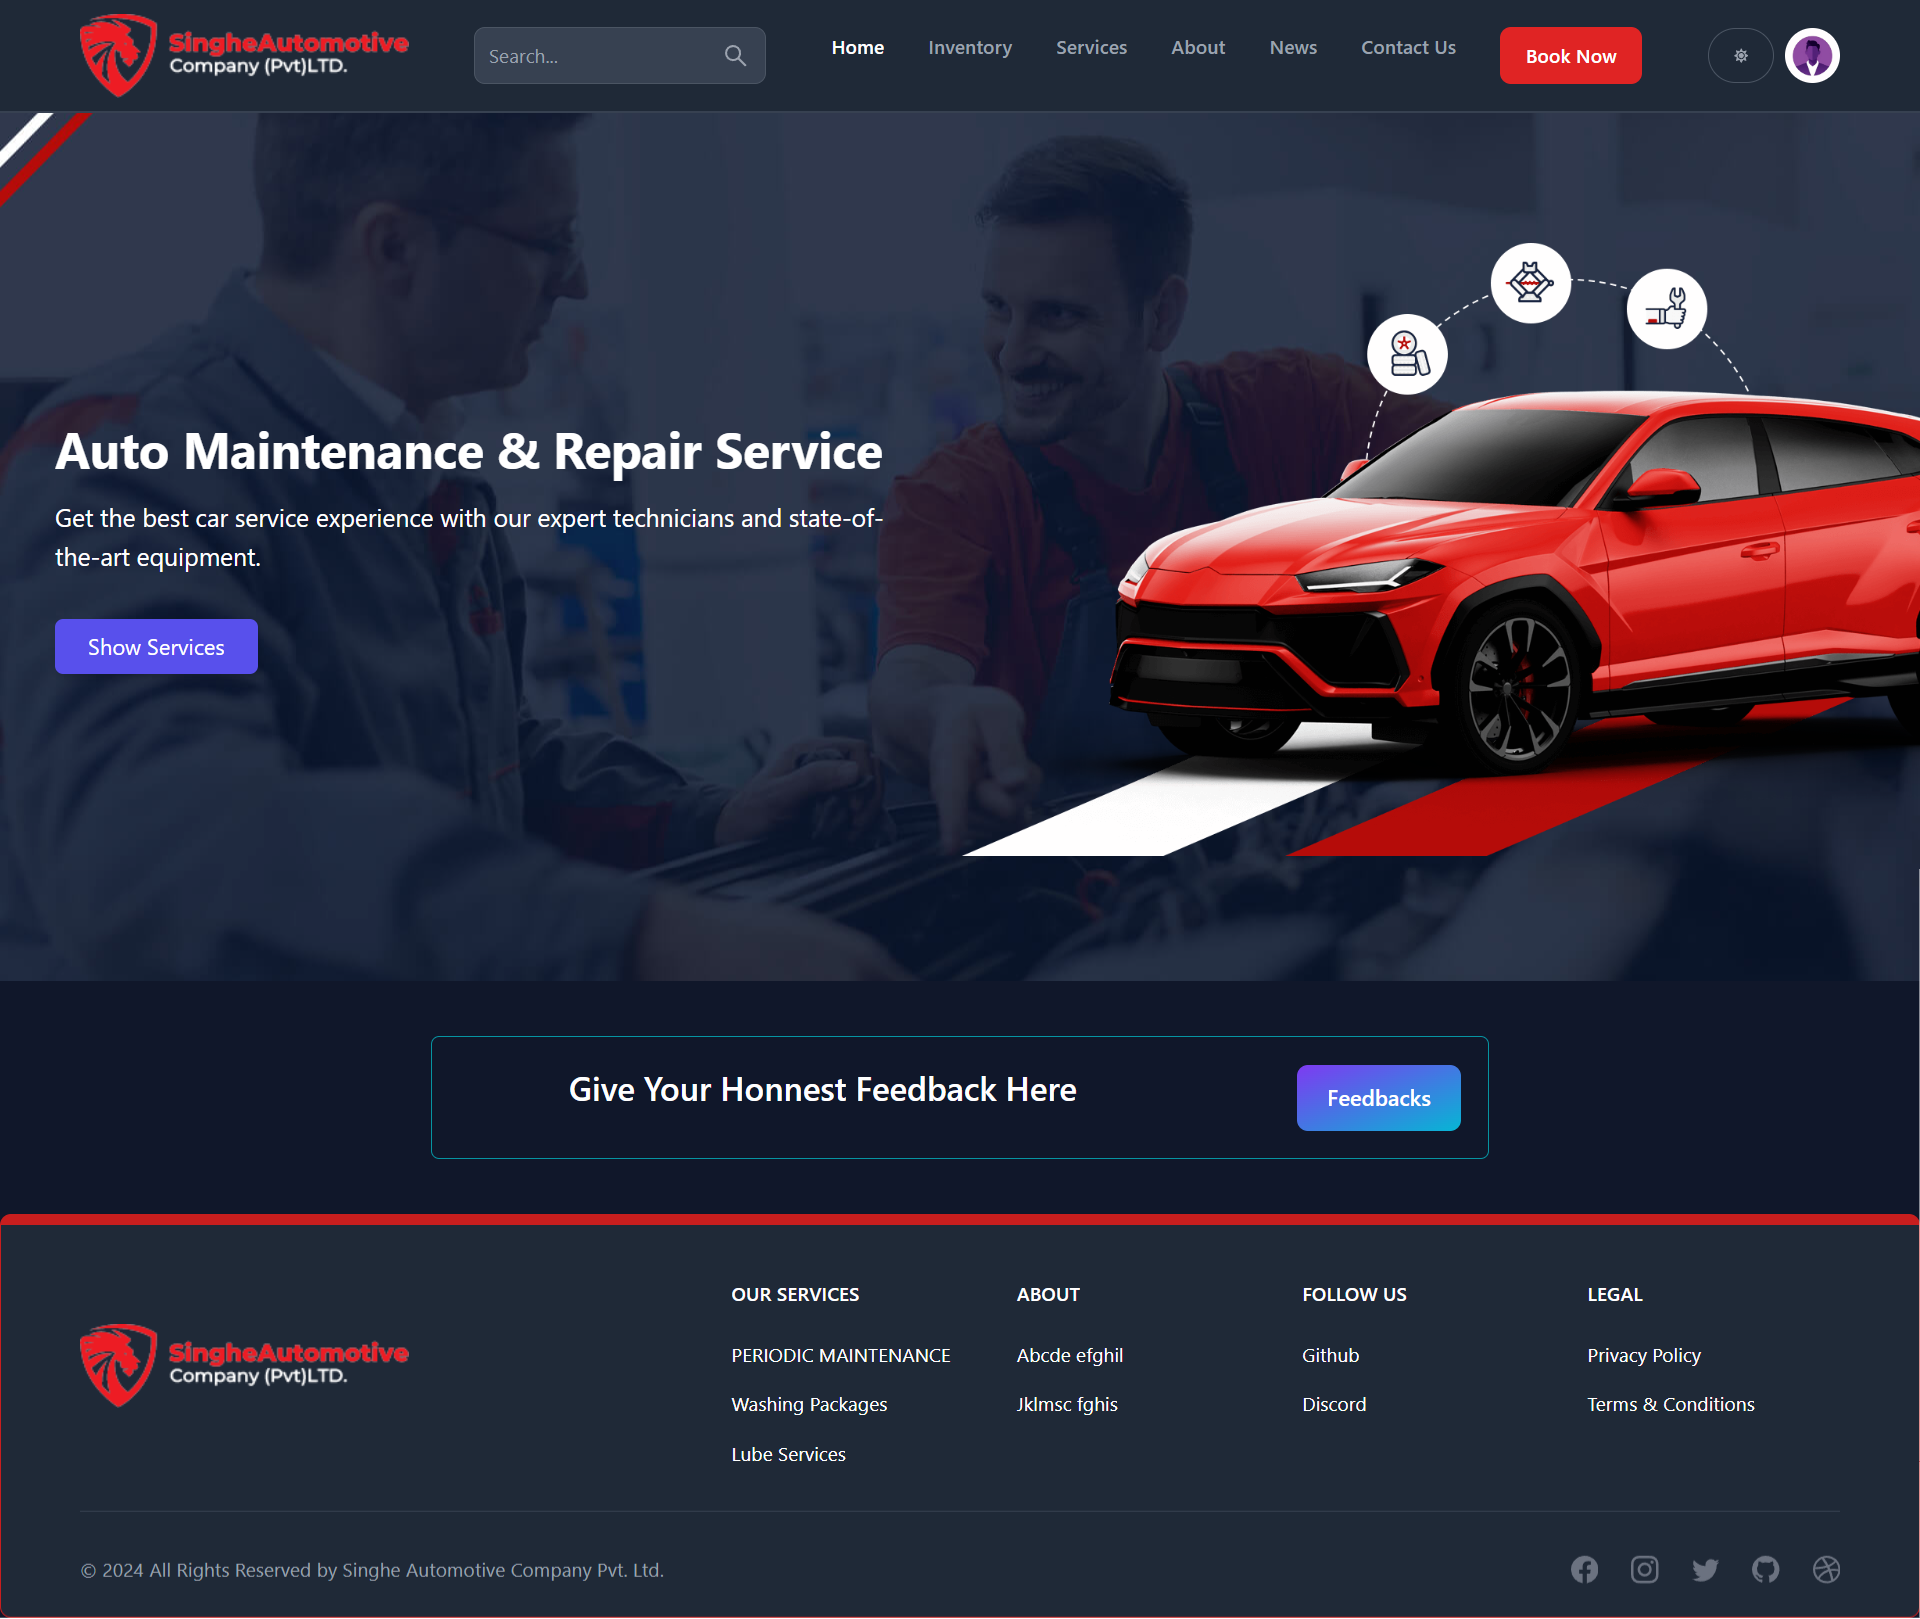 SingheAutomotive
Company (Pvt)LTD.
Search...
Home
Inventory
Services
About
News
Contact Us
Book Now
Auto Maintenance & Repair Service
Get the best car service experience with our expert technicians and state-of-
the-art equipment.
Show Services
Give Your Honnest Feedback Here
Feedbacks
SingheAutomotive
Company (Pvt)LTD.
OUR SERVICES
PERIODIC MAINTENANCE
Washing Packages
Lube Services
ABOUT
Abcde efghil
Jklmsc fghis
FOLLOW US
Github
Discord
LEGAL
Privacy Policy
Terms & Conditions
© 2024 All Rights Reserved by Singhe Automotive Company Pvt. Ltd.